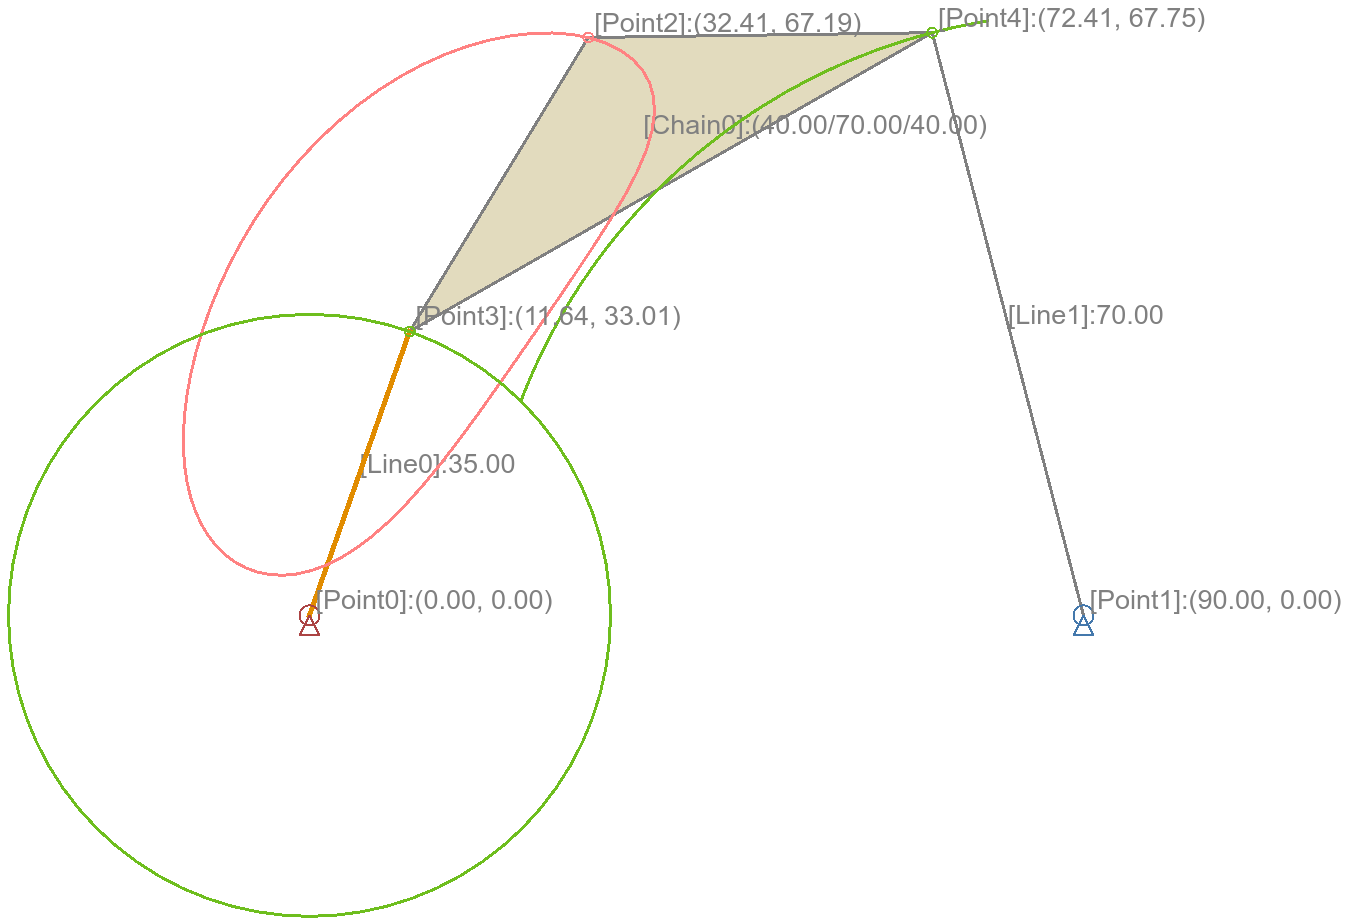 [Point2]:(32.41, 67.19)
[Point4]:(72.41, 67.75)
[Chain0]:(40.00/70.00/40.00)
[Point3]:(11.64, 33.01)
[Line1]:70.00
[Line0]:35.00
[Point0]:(0.00, 0.00)
[Point1]:(90.00, 0.00)